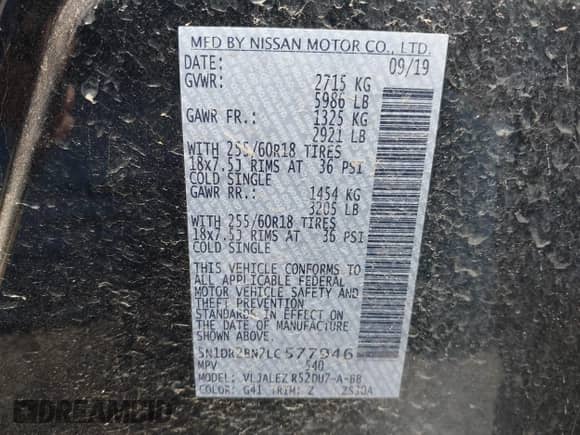 MFD BY NISSAN MOTOR CO., LTD.
DATE: 09/19
GVWR: 2715 KG
5986 LB
GAWR FR.: 1325 KG
2921 LB
WITH 255/60R18 TIRES
18x7.5J RIMS AT 36 PSI
COLD SINGLE
GAWR RR.: 1454 KG
3205 LB
WITH 255/60R18 TIRES
18x7.5J RIMS AT 36 PSI
COLD SINGLE
THIS VEHICLE CONFORMS TO
ALL APPLICABLE FEDERAL
MOTOR VEHICLE SAFETY AND
THEFT PREVENTION
STANDARDS IN EFFECT ON
THE DATE OF MANUFACTURE
SHOWN ABOVE.
5N1DR2BN7LC577946
MPV 540
MODEL: VLJALEZ R52DU7-A-BB
COLOR: G41 TRIM: Z
EPICVIN